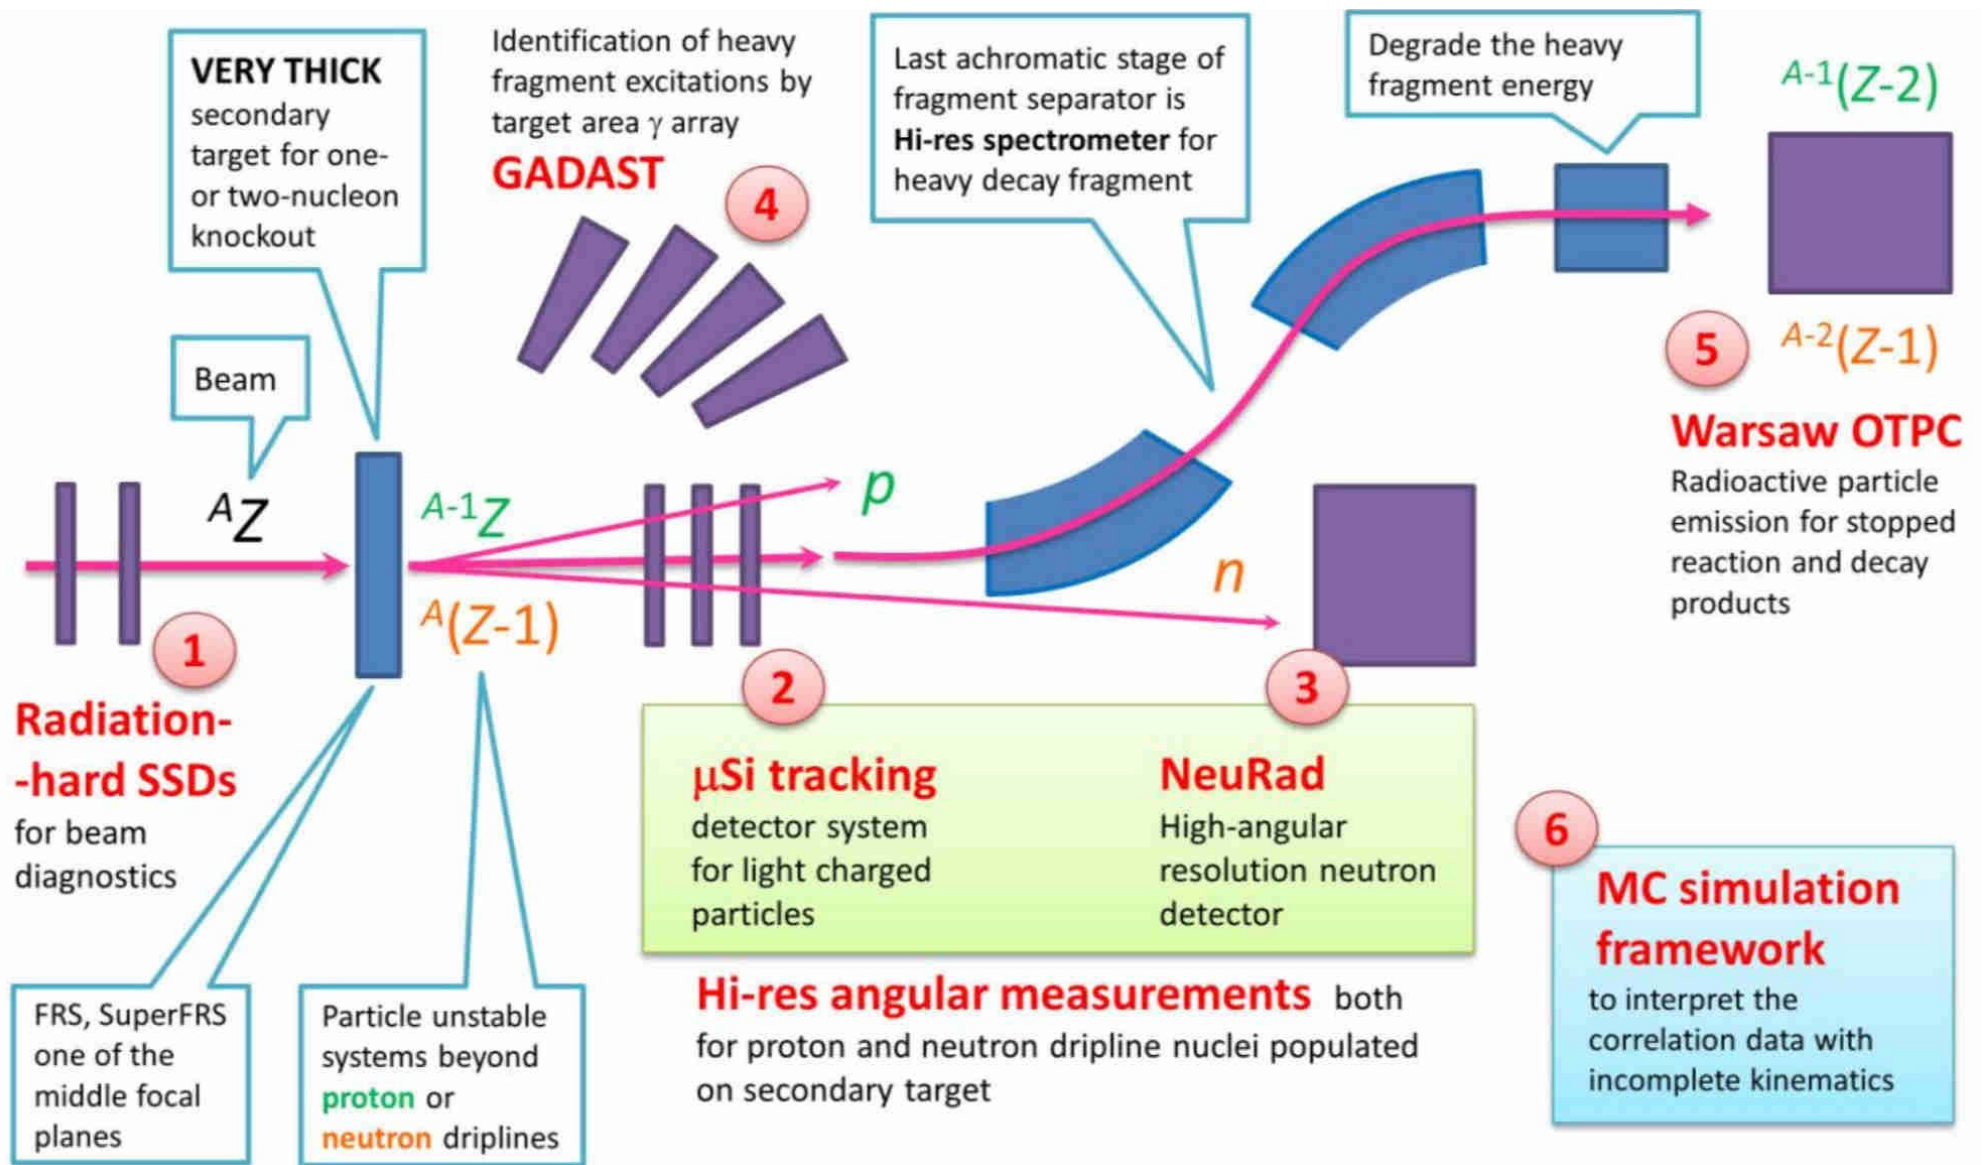 VERY THICK
secondary
target for one-
or two-nucleon
knockout
Identification of heavy
fragment excitations by
target area γ array
GADAST
4
Last achromatic stage of
fragment separator is
Hi-res spectrometer for
heavy decay fragment
Degrade the heavy
fragment energy
A-1(Z-2)
A-2(Z-1)
5
Warsaw OTPC
Radioactive particle
emission for stopped
reaction and decay
products
Beam
AZ
A-1Z
A(Z-1)
p
n
1
Radiation-
-hard SSDs
for beam
diagnostics
2
μSi tracking
detector system
for light charged
particles
3
NeuRad
High-angular
resolution neutron
detector
Hi-res angular measurements both
for proton and neutron dripline nuclei populated
on secondary target
6
MC simulation
framework
to interpret the
correlation data with
incomplete kinematics
FRS, SuperFRS
one of the
middle focal
planes
Particle unstable
systems beyond
proton or
neutron driplines